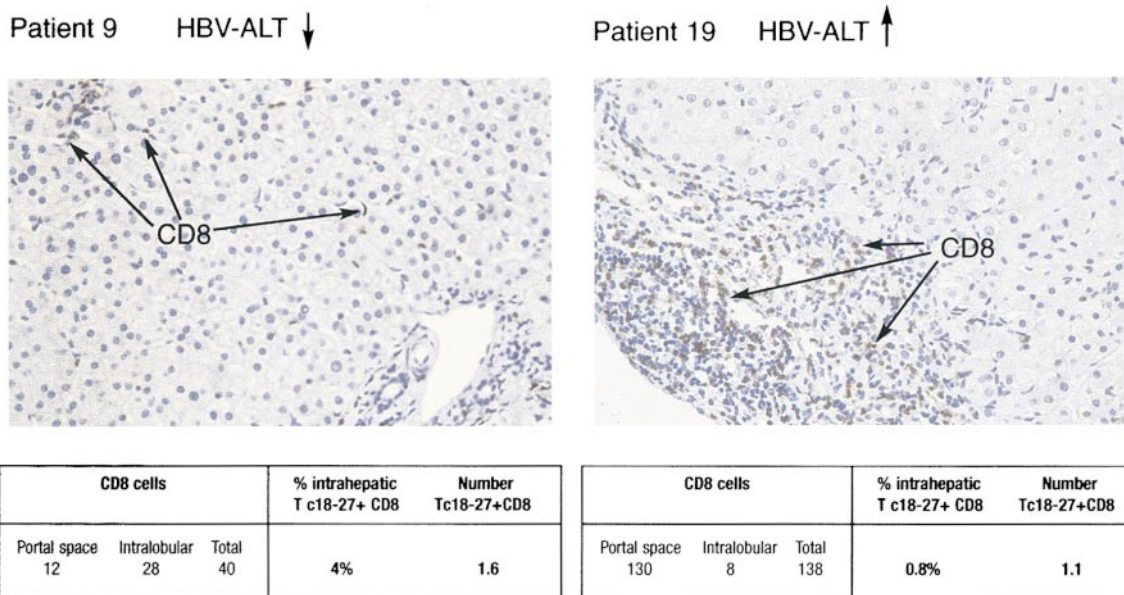 Patient 9 HBV-ALT ↓
CD8
CD8 cells % intrahepatic Number
T c18-27+ CD8 Tc18-27+CD8
Portal space Intralobular Total
12 28 40 4% 1.6
Patient 19 HBV-ALT ↑
CD8
CD8 cells % intrahepatic Number
T c18-27+ CD8 Tc18-27+CD8
Portal space Intralobular Total
130 8 138 0.8% 1.1